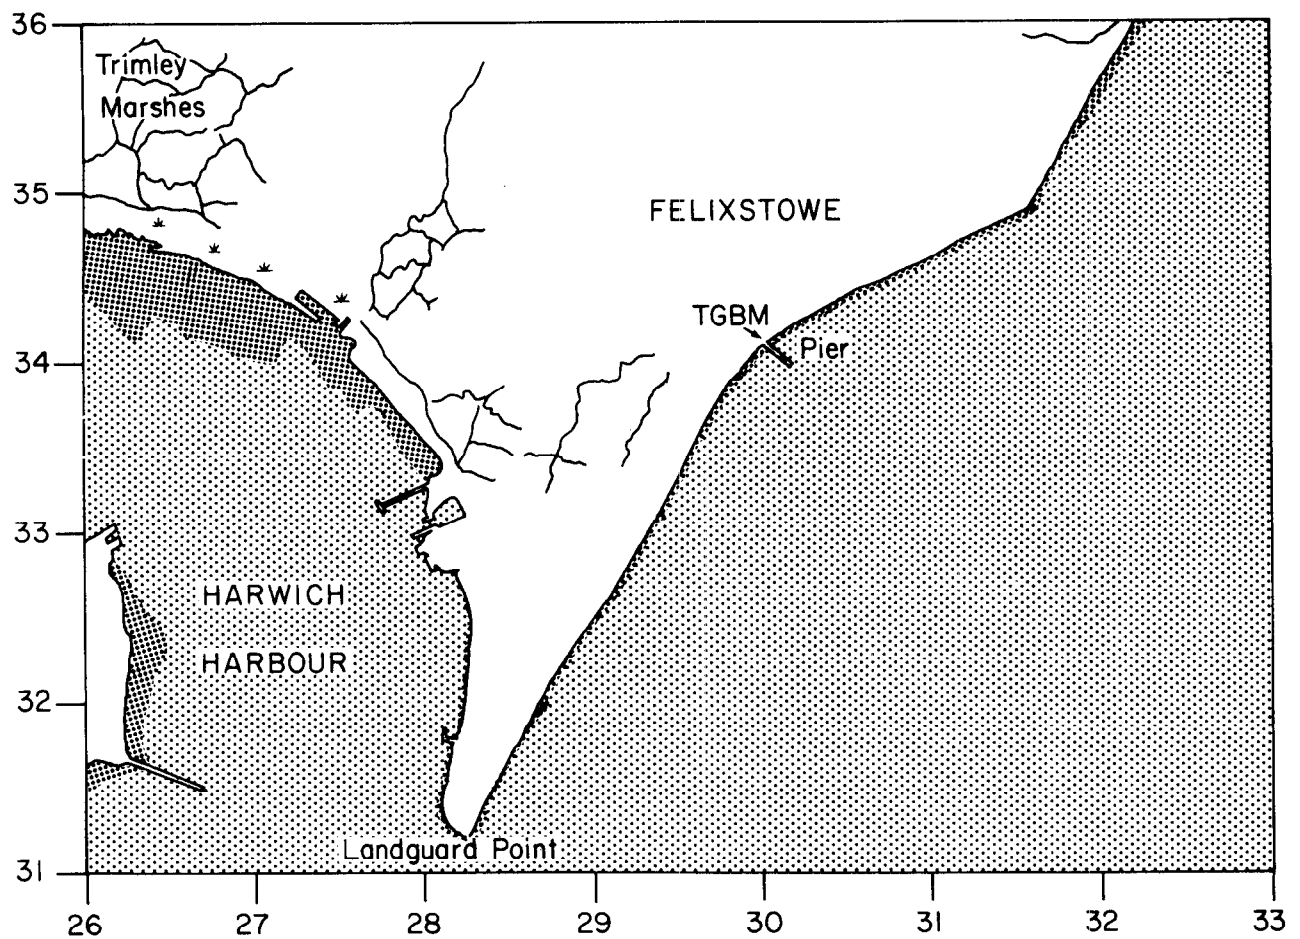 36
Trimley
Marshes
35
FELIXSTOWE
TGBM
Pier
34
33
HARWICH
HARBOUR
32
Landguard Point
31
26 27 28 29 30 31 32 33